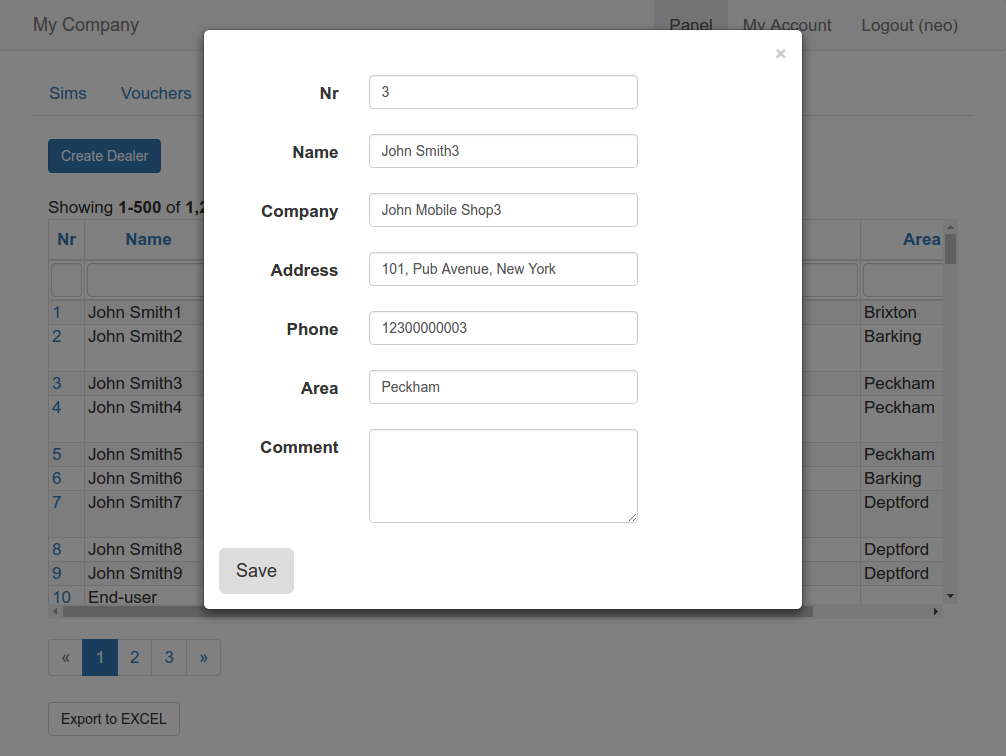 My Company Panel My Account Logout (neo)
×
Sims Vouchers
Nr 3
Name John Smith3
Company John Mobile Shop3
Address 101, Pub Avenue, New York
Phone 12300000003
Area Peckham
Comment
Save
Create Dealer
Showing 1-500 of 1,2
Nr Name Area
1 John Smith1 Brixton
2 John Smith2 Barking
3 John Smith3 Peckham
4 John Smith4 Peckham
5 John Smith5 Peckham
6 John Smith6 Barking
7 John Smith7 Deptford
8 John Smith8 Deptford
9 John Smith9 Deptford
10 End-user
« 1 2 3 »
Export to EXCEL